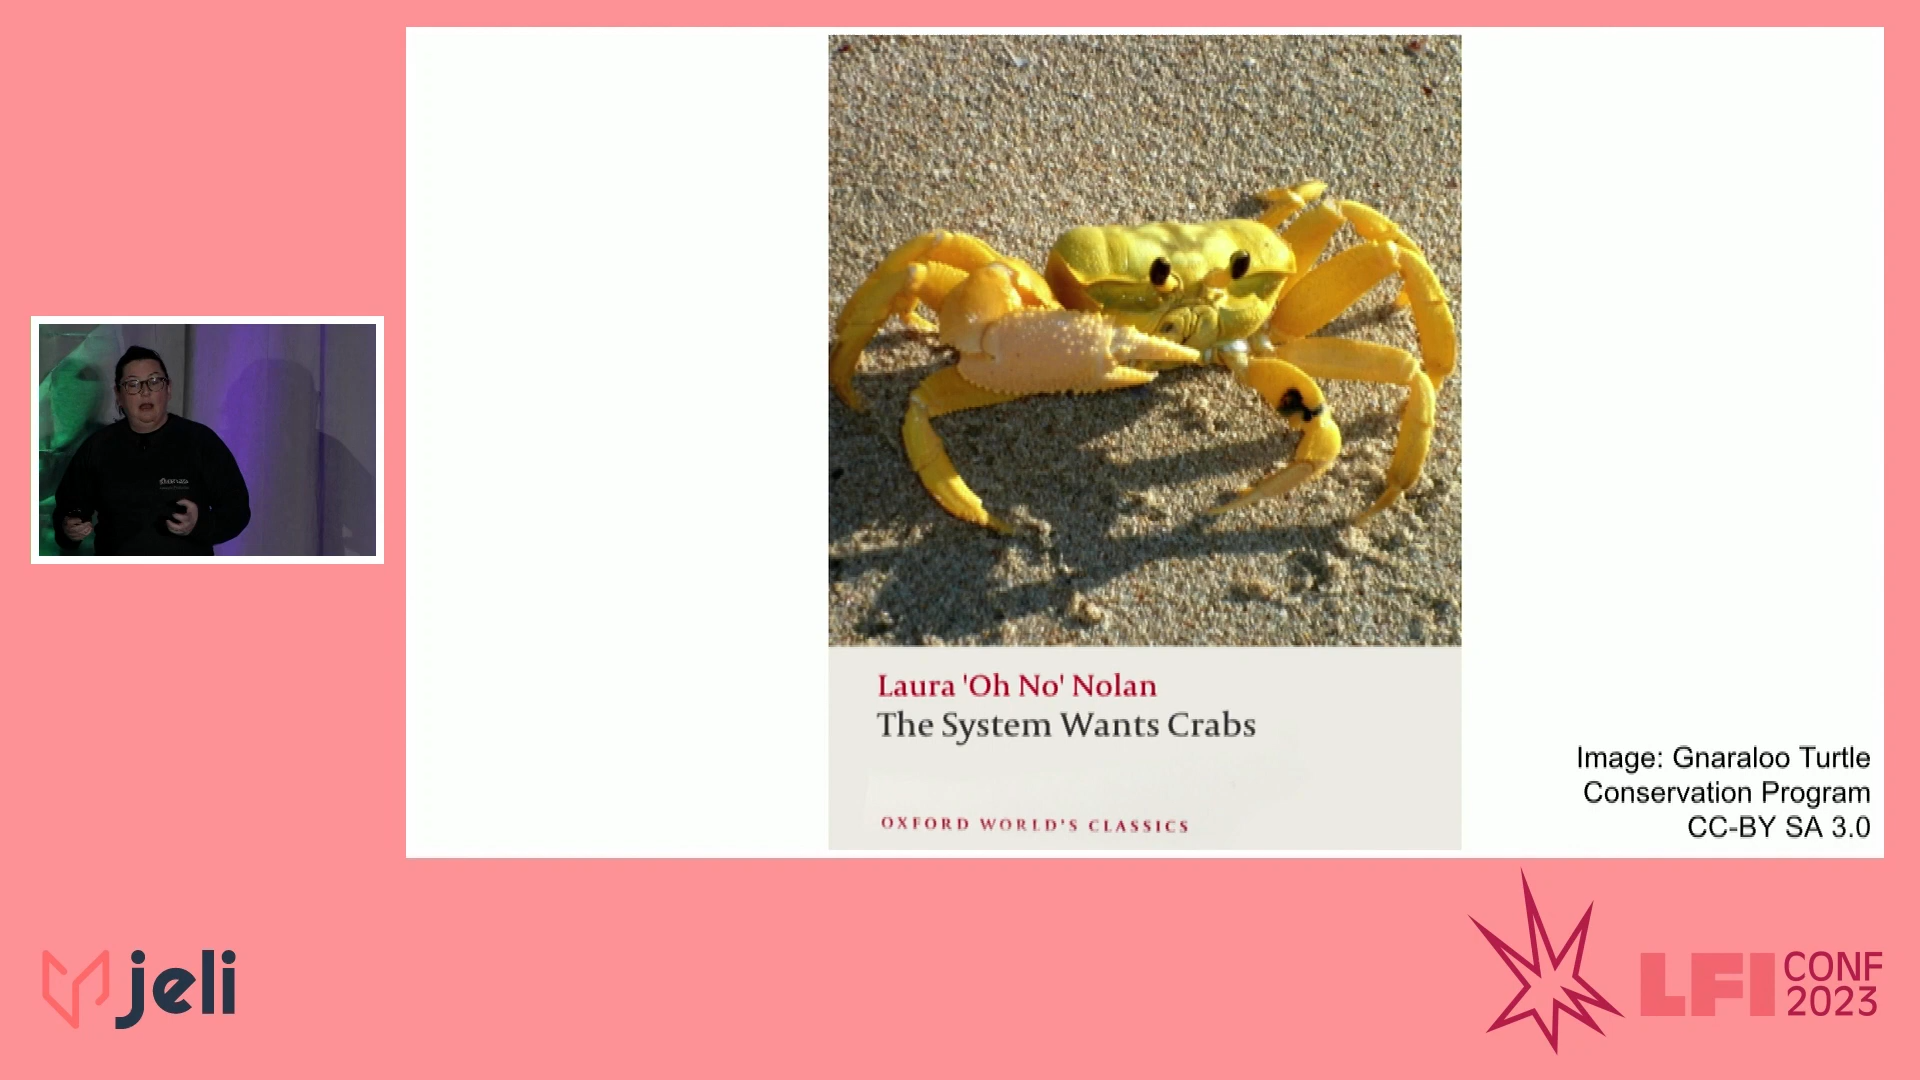 Laura 'Oh No' Nolan
The System Wants Crabs
OXFORD WORLD'S CLASSICS
Image: Gnaraloo Turtle
Conservation Program
CC-BY SA 3.0
jeli
LFI CONF
2023